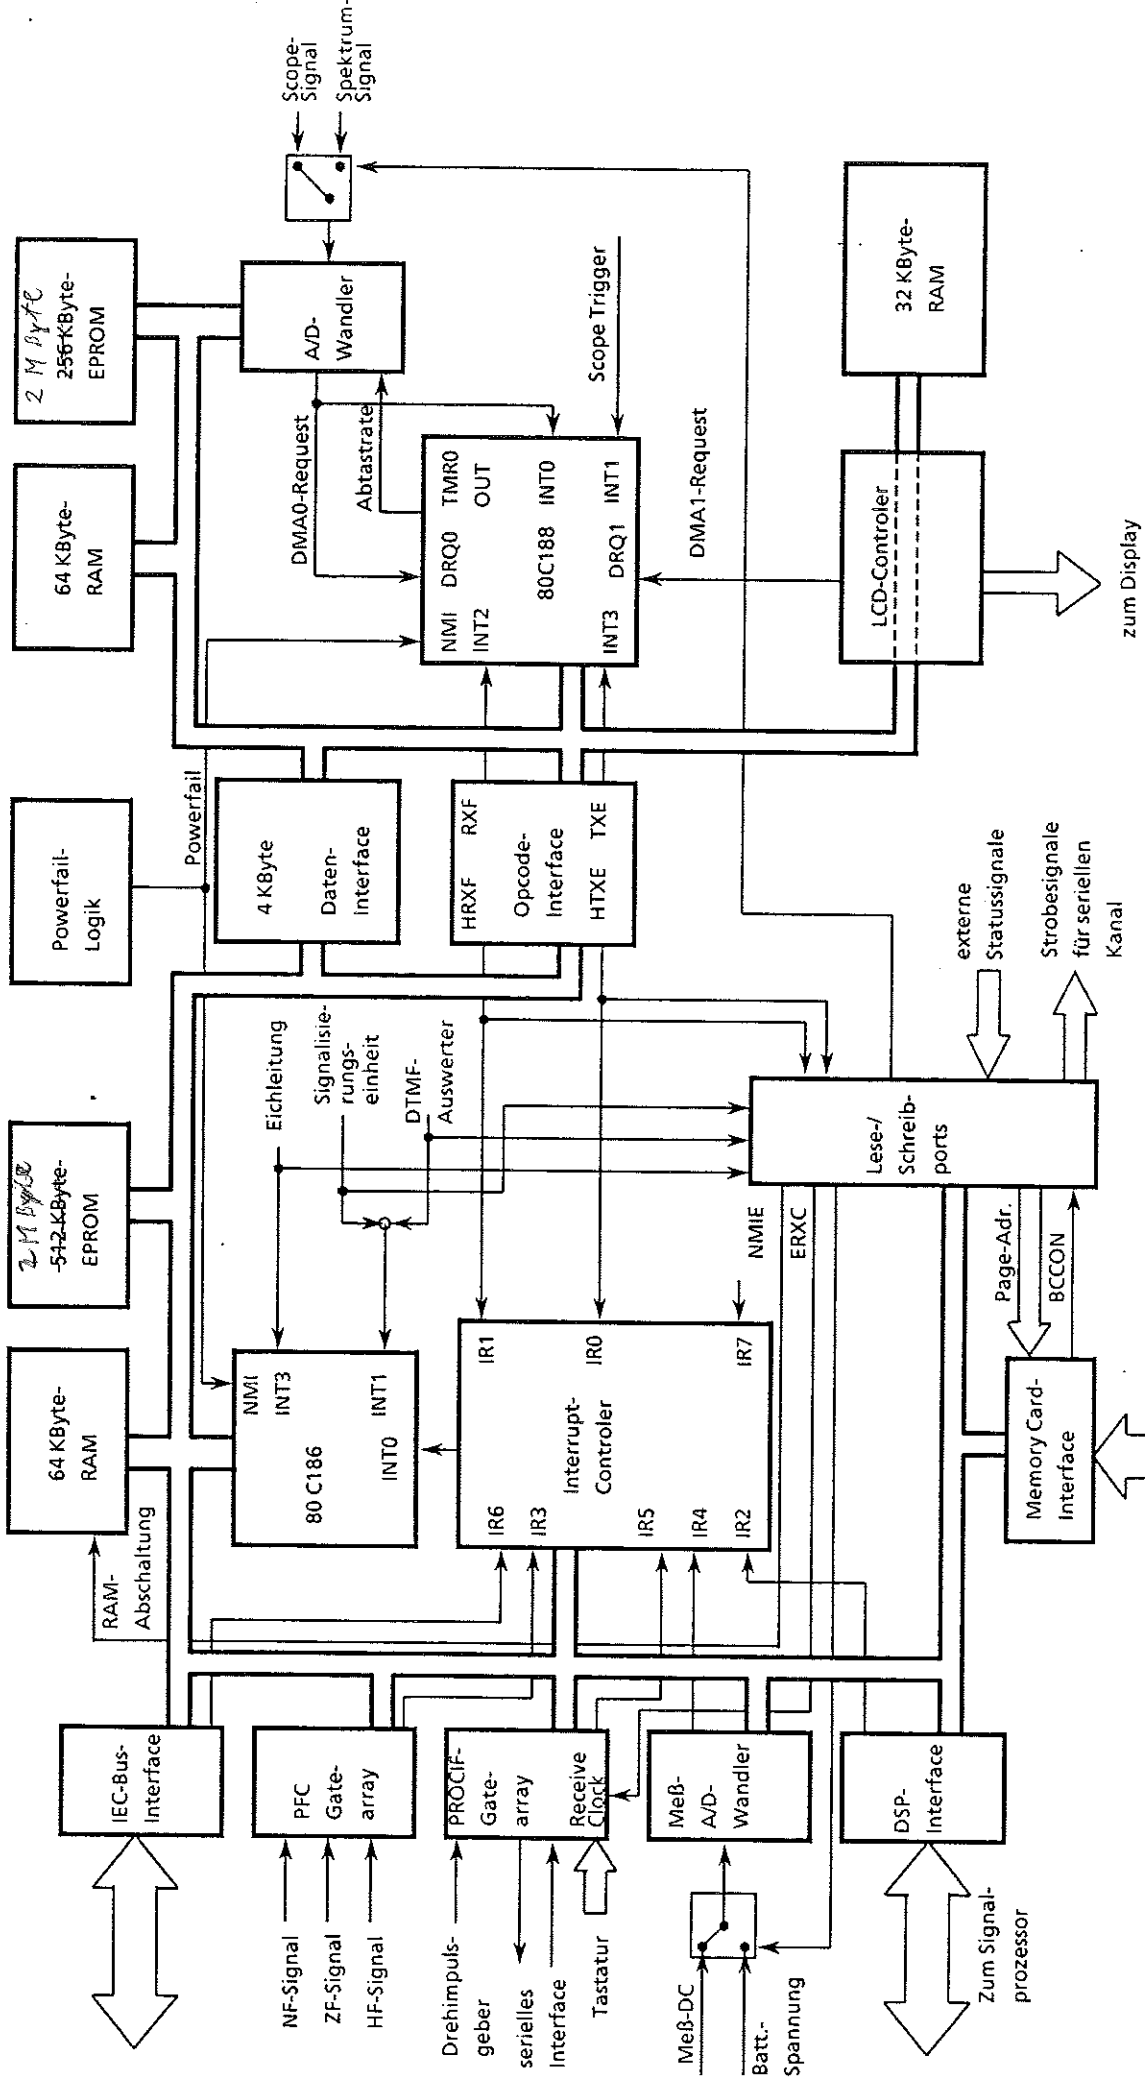 IEC-Bus-
Interface
NF-Signal
ZF-Signal
HF-Signal
PFC
Gate-
array
Drehimpuls-
geber
serielles
Interface
Tastatur
PROCIF-
Gate-
array
Receive
Clock
Meß-DC
Batt.-
Spannung
Meß-
A/D-
Wandler
Zum Signal-
prozessor
DSP-
Interface
RAM-
Abschaltung
64 KByte-
RAM
2 M Byte
512 KByte-
EPROM
NMI
INT3
80 C186
INT1
INT0
IR6
IR3
IR5
IR4
IR2
Interrupt-
Controler
IR1
IR0
IR7
Eichleitung
Signalisie-
rungs-
einheit
DTMF-
Auswerter
NMIE
ERXC
Memory Card-
Interface
Page-Adr.
BCCON
Lese-/
Schreib-
ports
externe
Statussignale
Strobesignale
für seriellen
Kanal
Powerfail-
Logik
Powerfail
4 KByte
Daten-
interface
HRXF RXF
Opcode-
Interface
HTXE TXE
64 KByte-
RAM
2 M Byte
256 KByte-
EPROM
NMI DRQ0 TMR0
INT2 OUT
80C188 INT0
INT3 DRQ1 INT1
DMA0-Request
Abtastrate
A/D-
Wandler
Scope-
Signal
Spektrum-
Signal
Scope Trigger
DMA1-Request
LCD-Controler
32 KByte-
RAM
zum Display